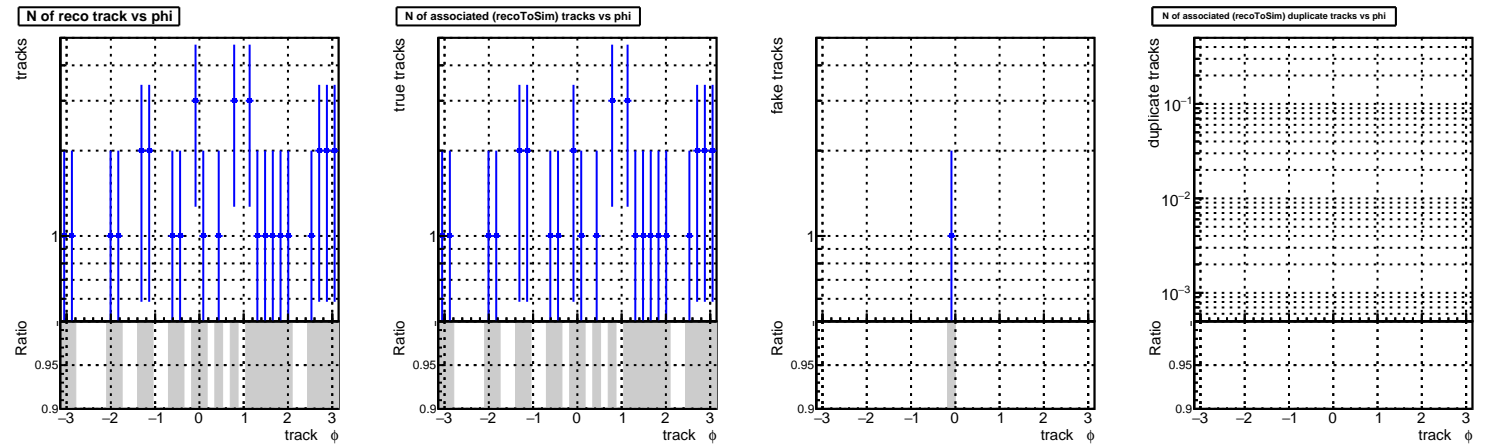 N of reco track vs phi
tracks
1
Ratio
0.95
0.9
−3 −2 −1 0 1 2 3
track ϕ
N of associated (recoToSim) tracks vs phi
true tracks
1
Ratio
0.95
0.9
−3 −2 −1 0 1 2 3
track ϕ
fake tracks
1
Ratio
0.95
0.9
−3 −2 −1 0 1 2 3
track ϕ
N of associated (recoToSim) duplicate tracks vs phi
duplicate tracks
10⁻¹
10⁻²
10⁻³
Ratio
0.95
0.9
−3 −2 −1 0 1 2 3
track ϕ